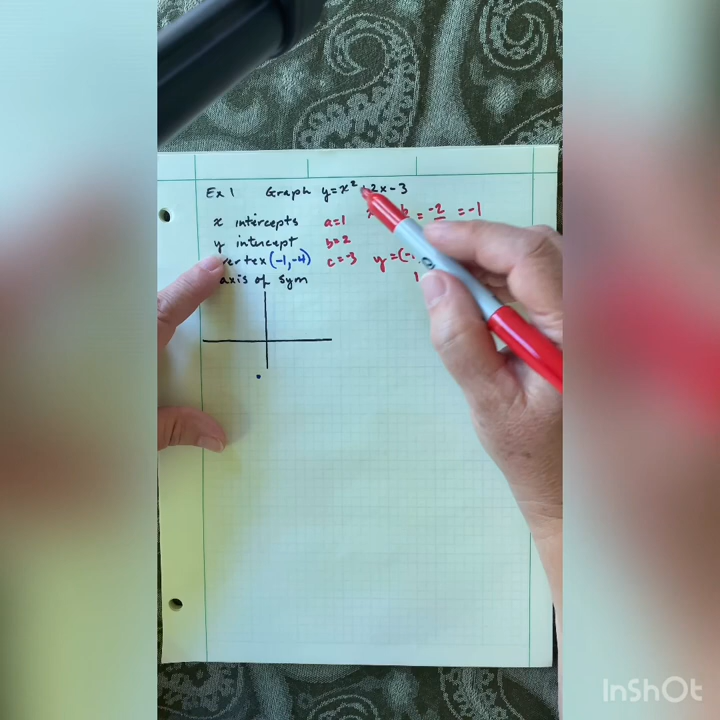 Ex 1 Graph y=x²+2x-3
x intercepts a=1 = -2 = -1
y intercept b=2
vertex (-1,-4) c=-3 y=(-1
axis of sym
InShOt